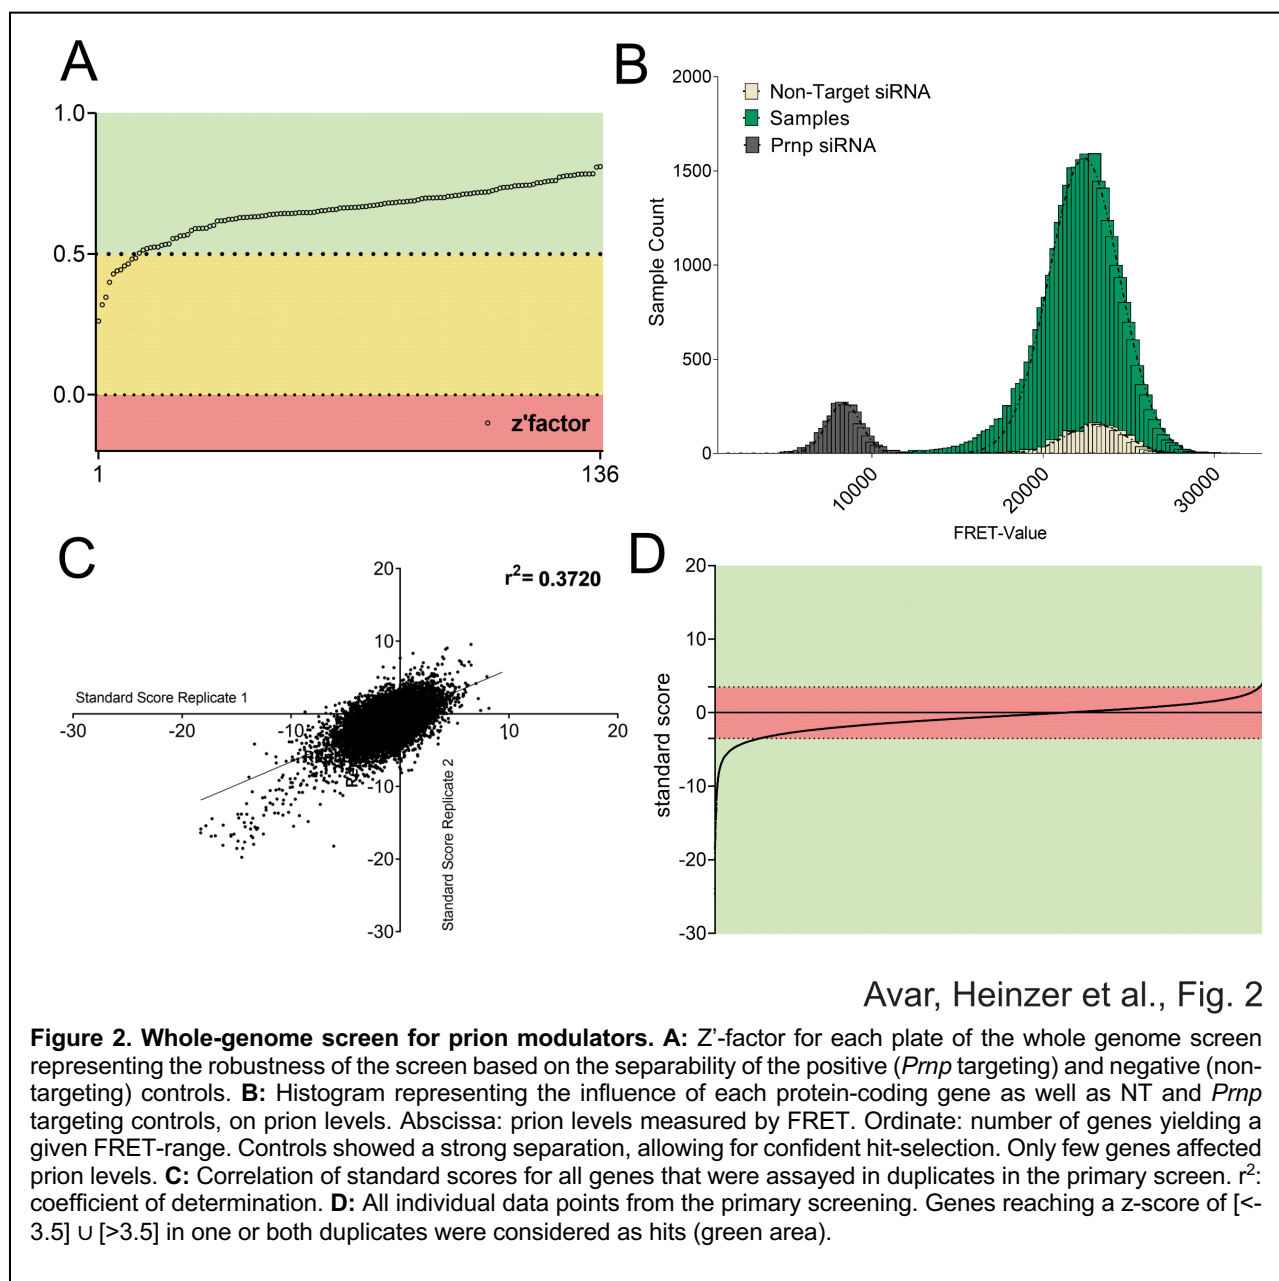 A
1.0
0.5
0.0
z'factor
1
136
B
2000
1500
1000
500
0
Sample Count
Non-Target siRNA
Samples
Prnp siRNA
10000
20000
30000
FRET-Value
C
r²= 0.3720
20
10
-10
-20
-30
Standard Score Replicate 1
-30
-20
-10
10
20
Standard Score Replicate 2
D
20
10
0
-10
-20
-30
standard score
Avar, Heinzer et al., Fig. 2
Figure 2. Whole-genome screen for prion modulators. A: Z’-factor for each plate of the whole genome screen
representing the robustness of the screen based on the separability of the positive (Prnp targeting) and negative (non-
targeting) controls. B: Histogram representing the influence of each protein-coding gene as well as NT and Prnp
targeting controls, on prion levels. Abscissa: prion levels measured by FRET. Ordinate: number of genes yielding a
given FRET-range. Controls showed a strong separation, allowing for confident hit-selection. Only few genes affected
prion levels. C: Correlation of standard scores for all genes that were assayed in duplicates in the primary screen. r²:
coefficient of determination. D: All individual data points from the primary screening. Genes reaching a z-score of [<-
3.5] ∪ [>3.5] in one or both duplicates were considered as hits (green area).